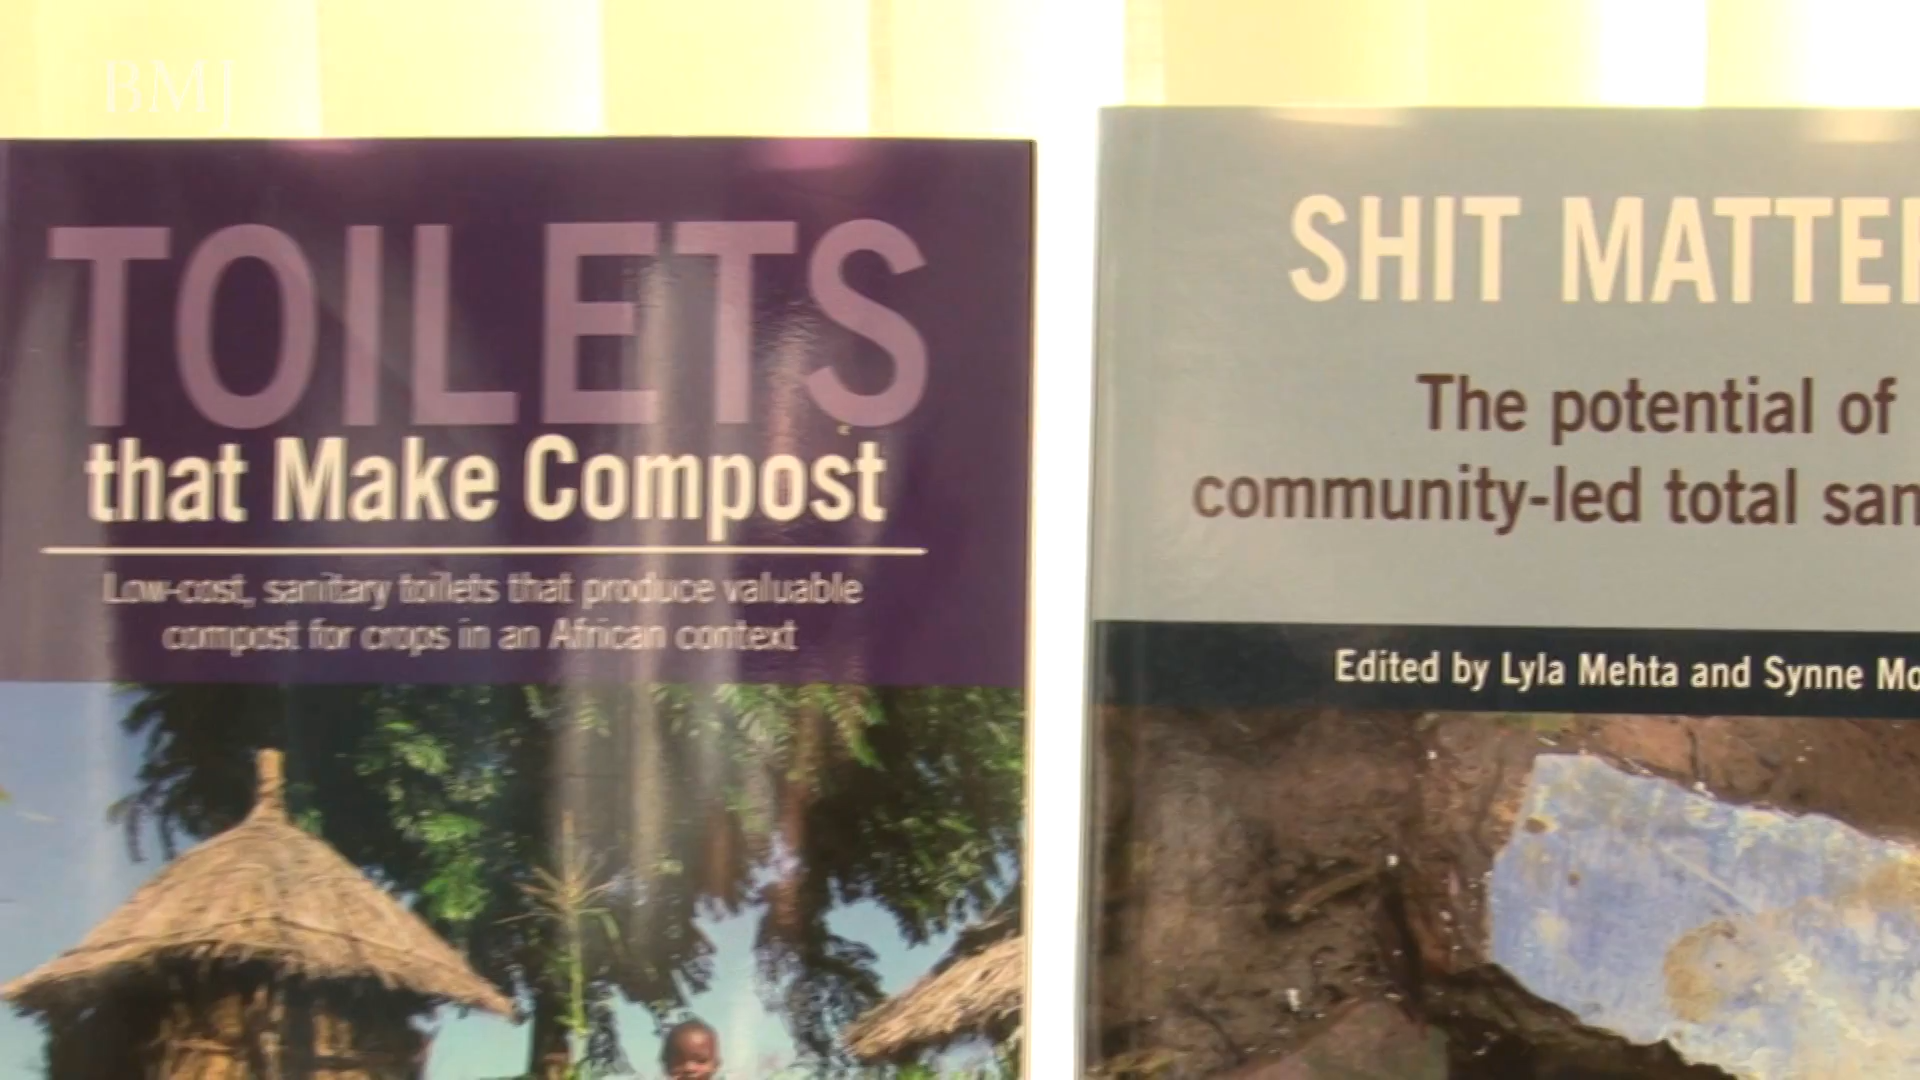 BMJ
TOILETS
that Make Compost
Low-cost, sanitary toilets that produce valuable
compost for crops in an African context
SHIT MATTER
The potential of
community-led total san
Edited by Lyla Mehta and Synne Mo